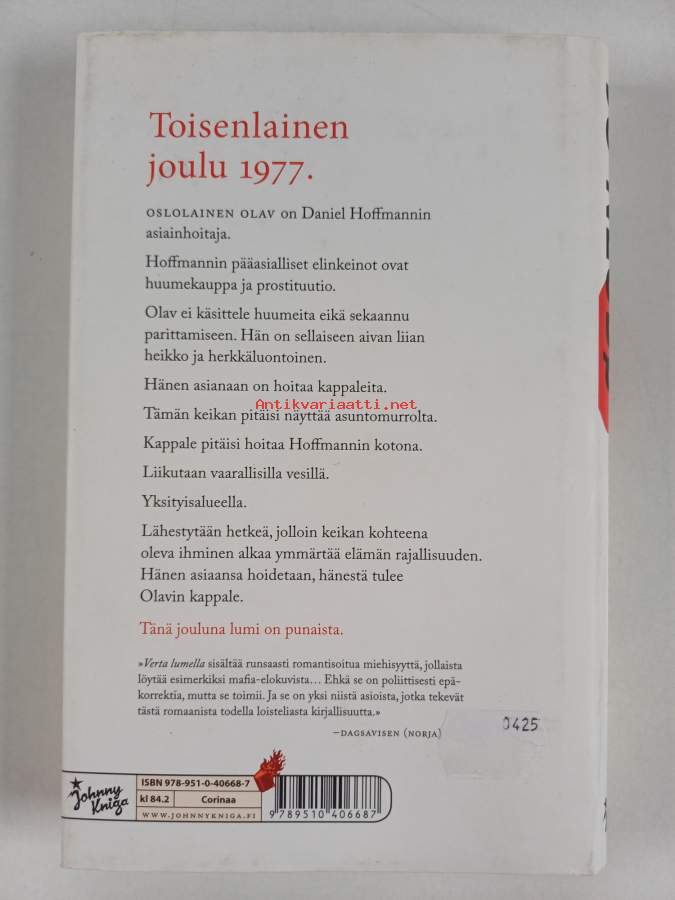 Toisenlainen
joulu 1977.
OSLOLAINEN OLAV on Daniel Hoffmannin
asiainhoitaja.
Hoffmannin pääasialliset elinkeinot ovat
huumekauppa ja prostituutio.
Olav ei käsittele huumeita eikä sekaannu
parittamiseen. Hän on sellaiseen aivan liian
heikko ja herkkäluontoinen.
Hänen asianaan on hoitaa kappaleita.
Antikvariaatti.net
Tämän keikan pitäisi näyttää asuntomurrolta.
Kappale pitäisi hoitaa Hoffmannin kotona.
Liikutaan vaarallisilla vesillä.
Yksityisalueella.
Lähestytään hetkeä, jolloin keikan kohteena
oleva ihminen alkaa ymmärtää elämän rajallisuuden.
Hänen asiaansa hoidetaan, hänestä tulee
Olavin kappale.
Tänä jouluna lumi on punaista.
»Verta lumella sisältää runsaasti romantisoitua miehisyyttä, jollaista
löytää esimerkiksi mafia-elokuvista… Ehkä se on poliittisesti epä-
korrektia, mutta se toimii. Ja se on yksi niistä asioista, jotka tekevät
tästä romaanista todella loisteliasta kirjallisuutta.»
—DAGSAVISEN (NORJA)
0425
Johnny
Kniga
ISBN 978-951-0-40668-7
kl 84.2 Corinaa
WWW.JOHNNYKNIGA.FI
9 789510 406687